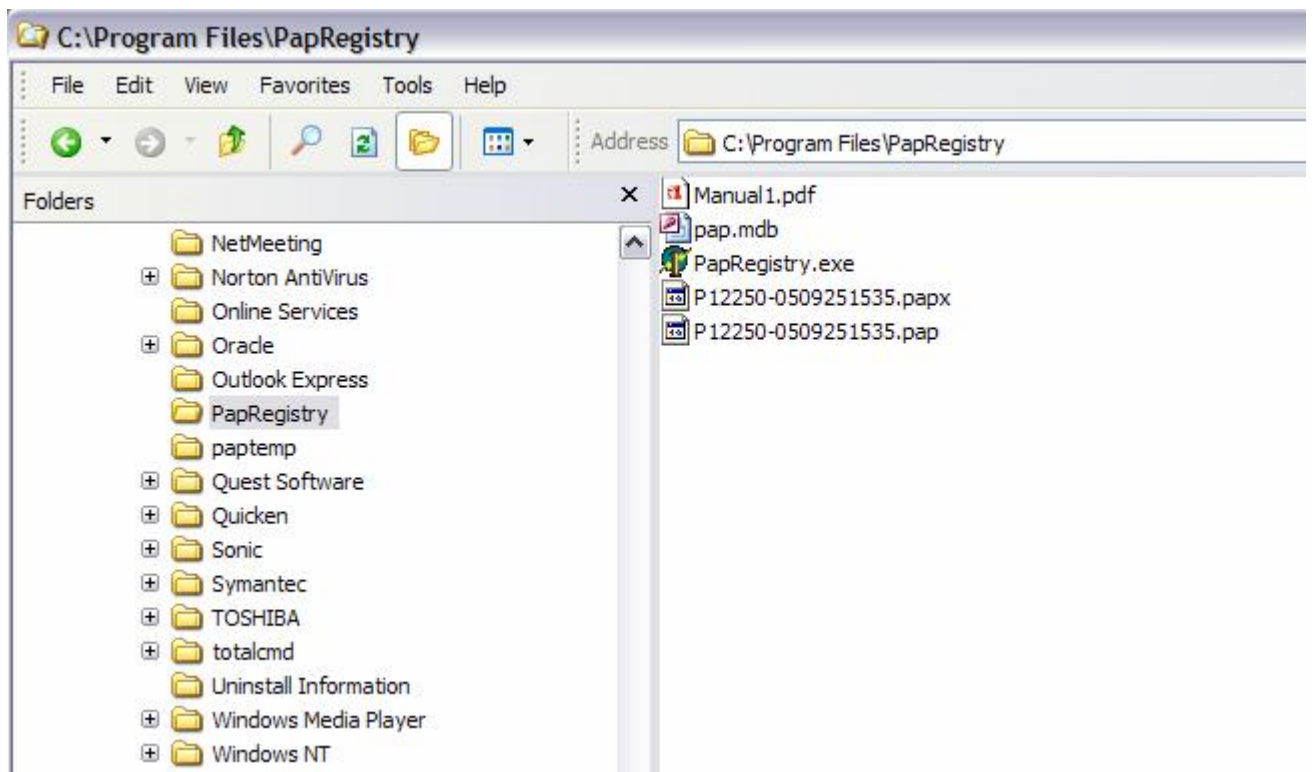 C:\Program Files\PapRegistry
File Edit View Favorites Tools Help
Address C:\Program Files\PapRegistry
Folders
NetMeeting
Norton AntiVirus
Online Services
Oracle
Outlook Express
PapRegistry
paptemp
Quest Software
Quicken
Sonic
Symantec
TOSHIBA
totalcmd
Uninstall Information
Windows Media Player
Windows NT
Manual1.pdf
pap.mdb
PapRegistry.exe
P12250-0509251535.papx
P12250-0509251535.pap